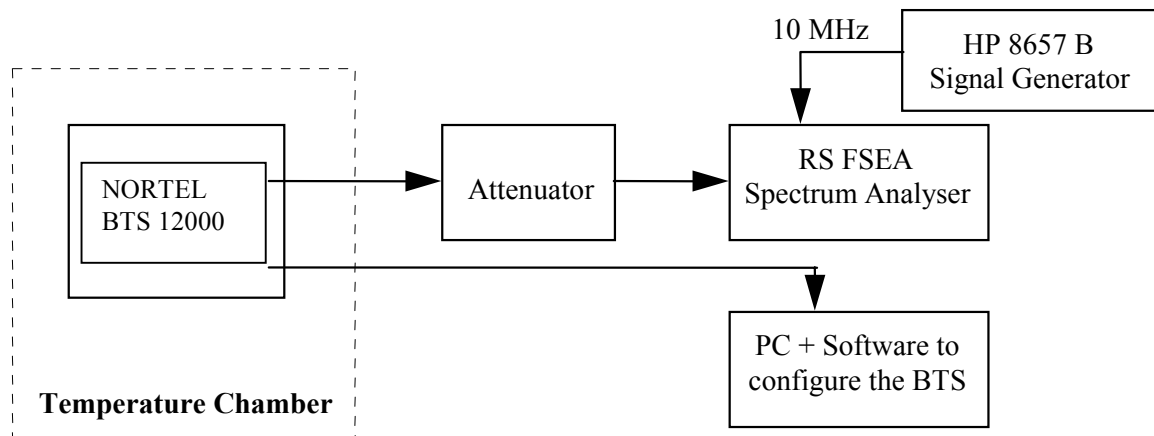 10 MHz
HP 8657 B
Signal Generator
NORTEL
BTS 12000
Attenuator
RS FSEA
Spectrum Analyser
PC + Software to
configure the BTS
Temperature Chamber